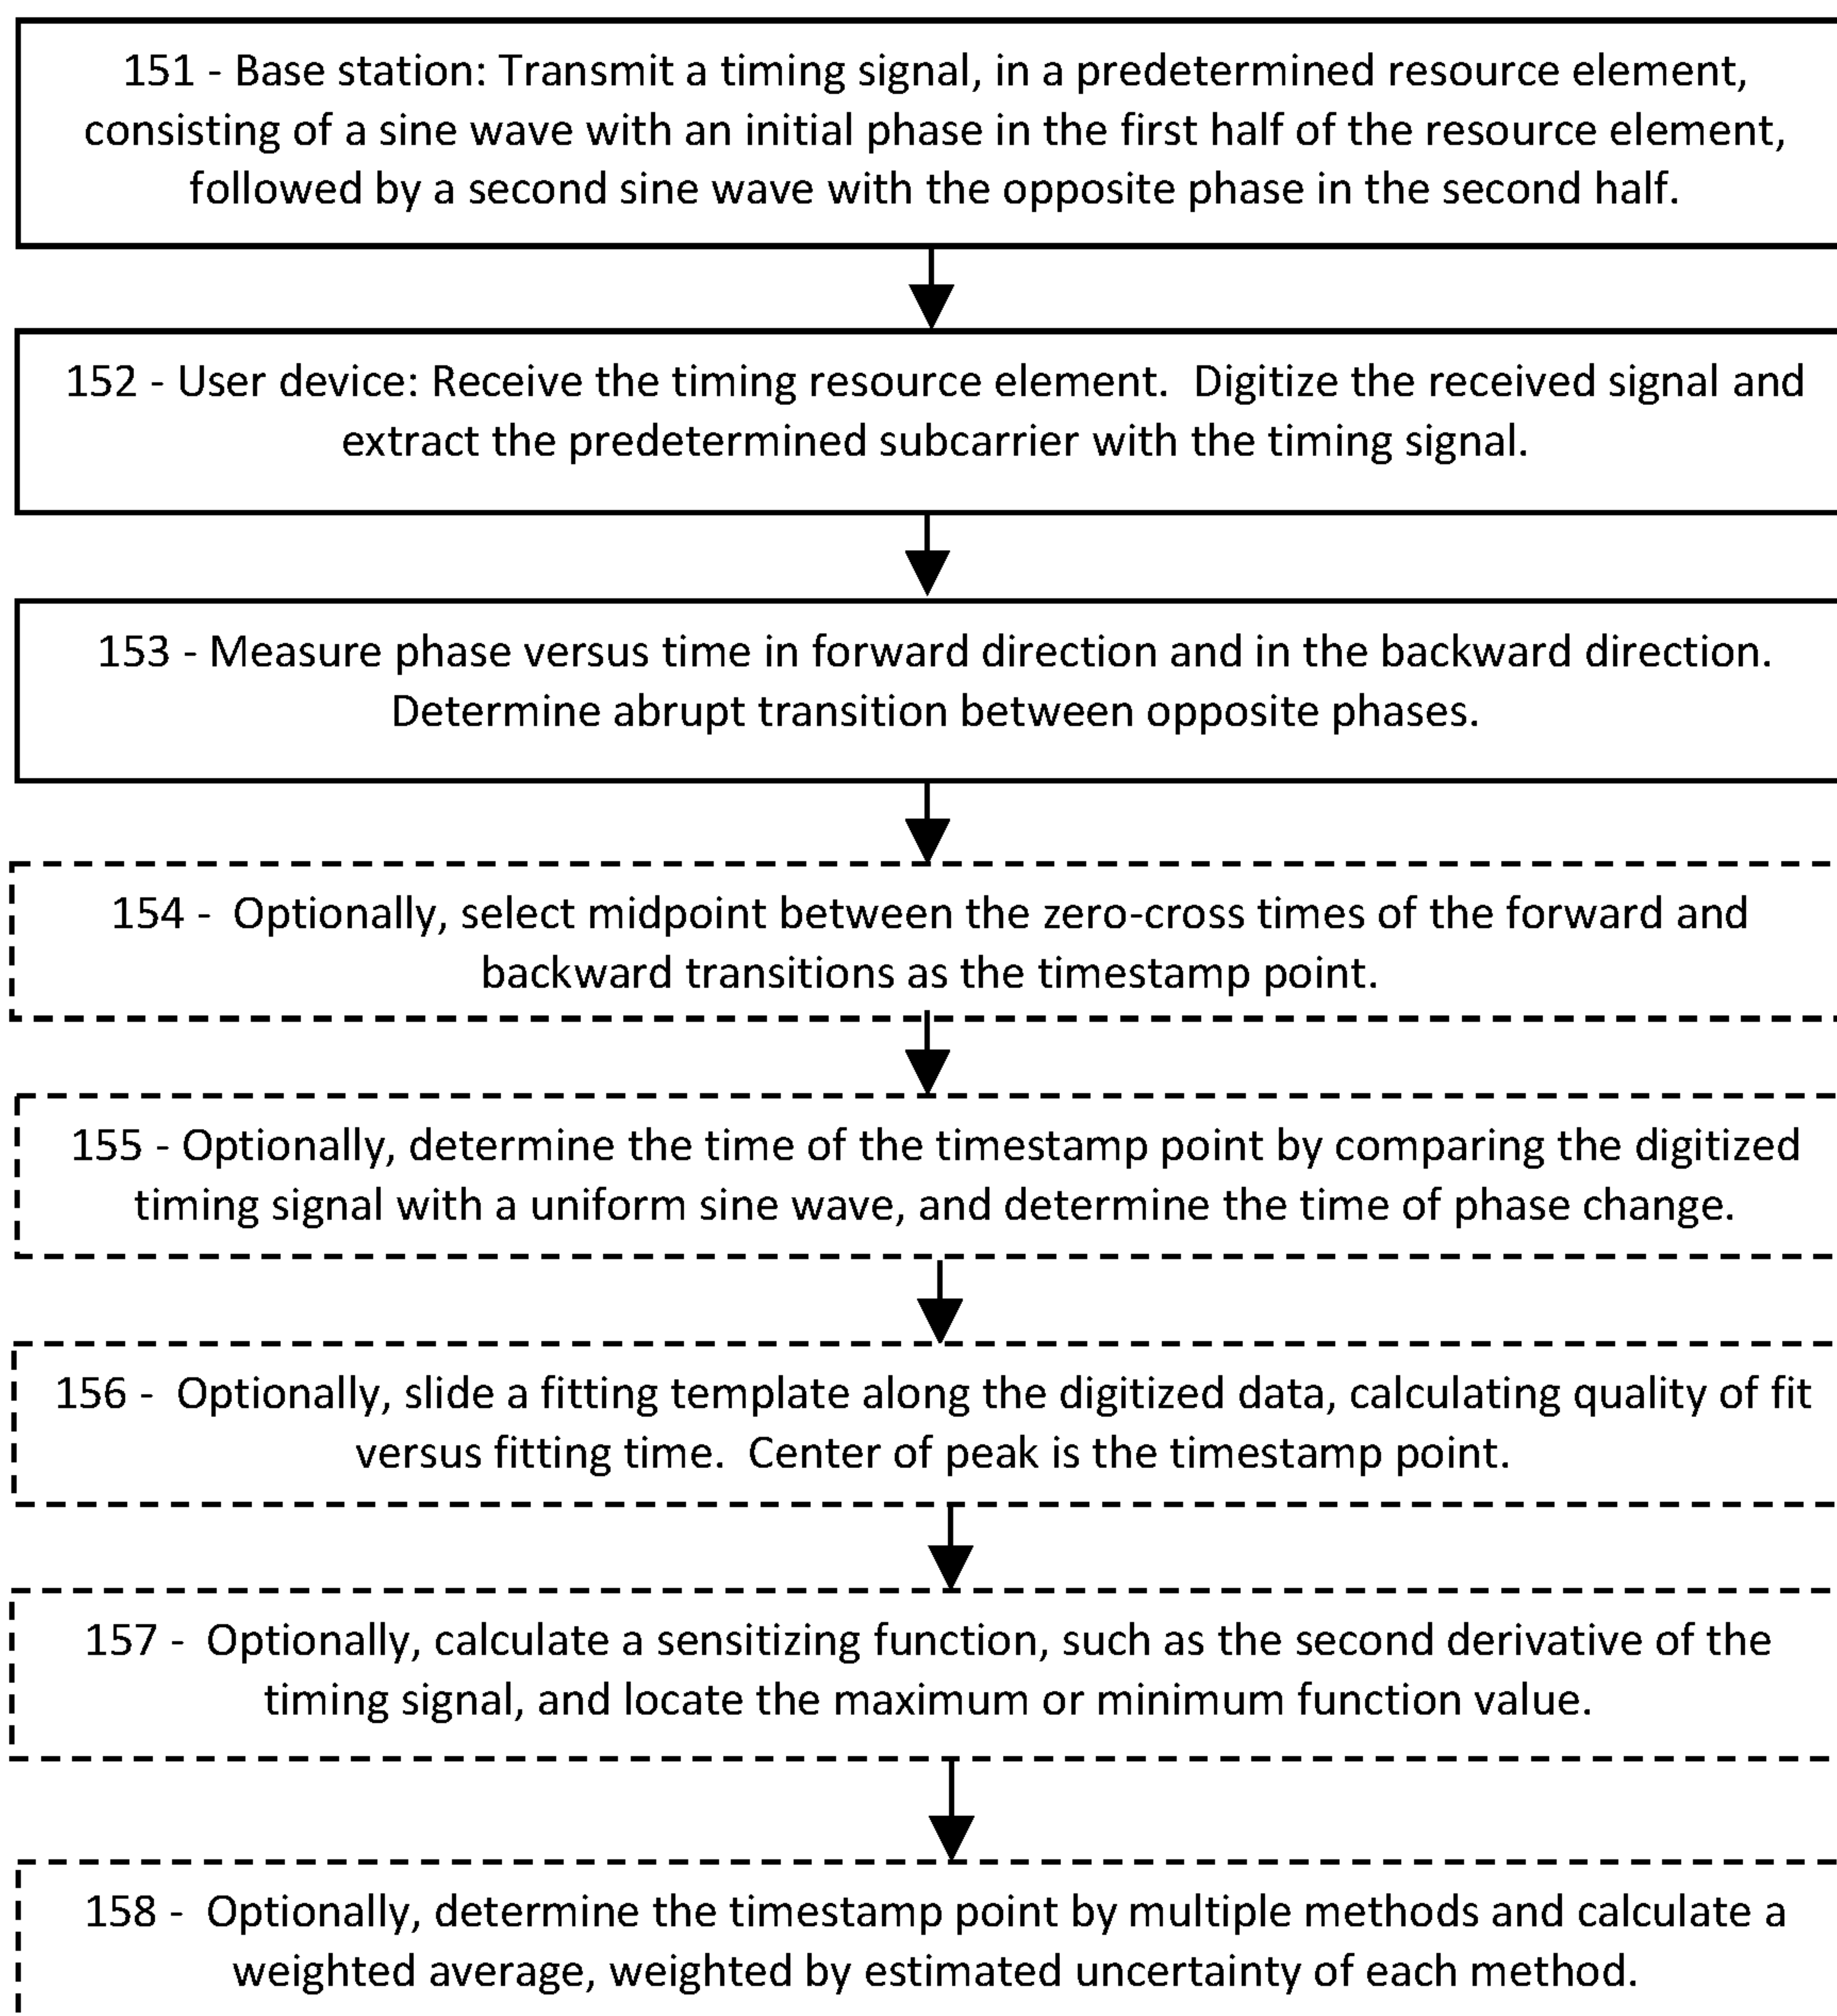 151 - Base station: Transmit a timing signal, in a predetermined resource element,
consisting of a sine wave with an initial phase in the first half of the resource element,
followed by a second sine wave with the opposite phase in the second half.
152 - User device: Receive the timing resource element.  Digitize the received signal and
extract the predetermined subcarrier with the timing signal.
153 - Measure phase versus time in forward direction and in the backward direction.
Determine abrupt transition between opposite phases.
154 -  Optionally, select midpoint between the zero-cross times of the forward and
backward transitions as the timestamp point.
155 - Optionally, determine the time of the timestamp point by comparing the digitized
timing signal with a uniform sine wave, and determine the time of phase change.
156 -  Optionally, slide a fitting template along the digitized data, calculating quality of fit
versus fitting time.  Center of peak is the timestamp point.
157 -  Optionally, calculate a sensitizing function, such as the second derivative of the
timing signal, and locate the maximum or minimum function value.
158 -  Optionally, determine the timestamp point by multiple methods and calculate a
weighted average, weighted by estimated uncertainty of each method.